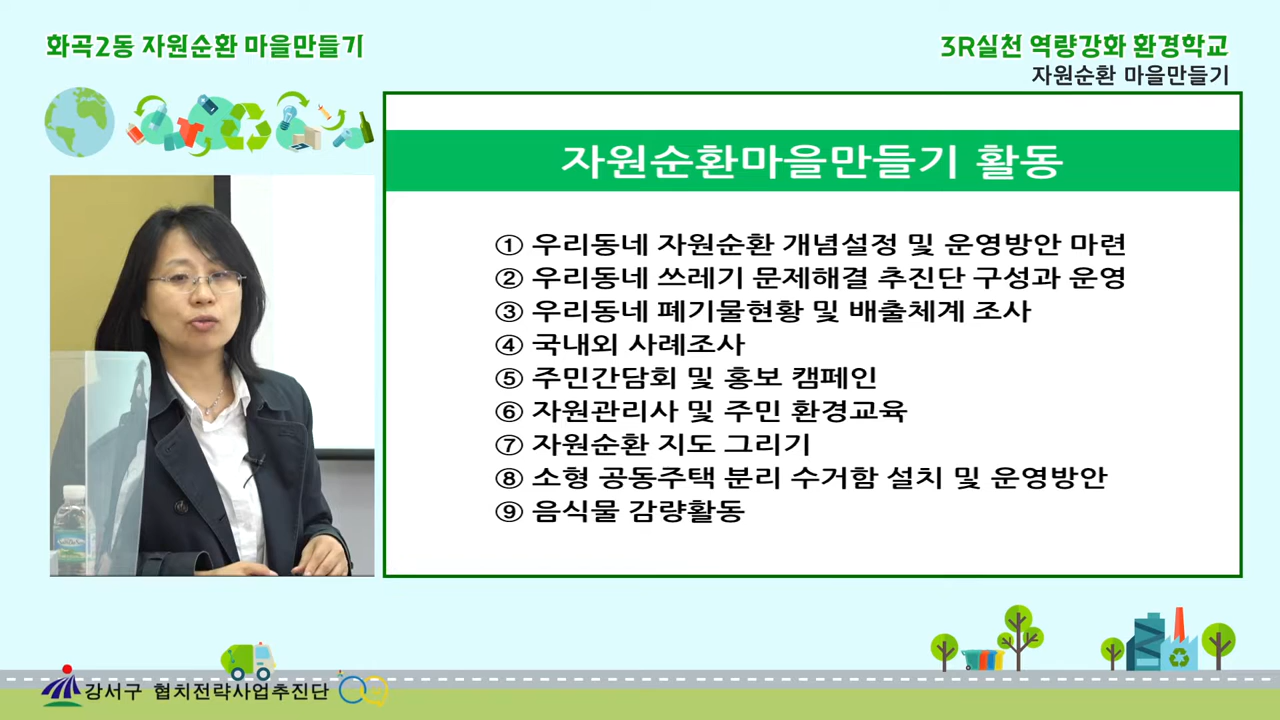 화곡2동 자원순환 마을만들기
3R실천 역량강화 환경학교
자원순환 마을만들기
자원순환마을만들기 활동
① 우리동네 자원순환 개념설정 및 운영방안 마련
② 우리동네 쓰레기 문제해결 추진단 구성과 운영
③ 우리동네 폐기물현황 및 배출체계 조사
④ 국내외 사례조사
⑤ 주민간담회 및 홍보 캠페인
⑥ 자원관리사 및 주민 환경교육
⑦ 자원순환 지도 그리기
⑧ 소형 공동주택 분리 수거함 설치 및 운영방안
⑨ 음식물 감량활동
강서구 협치전략사업추진단